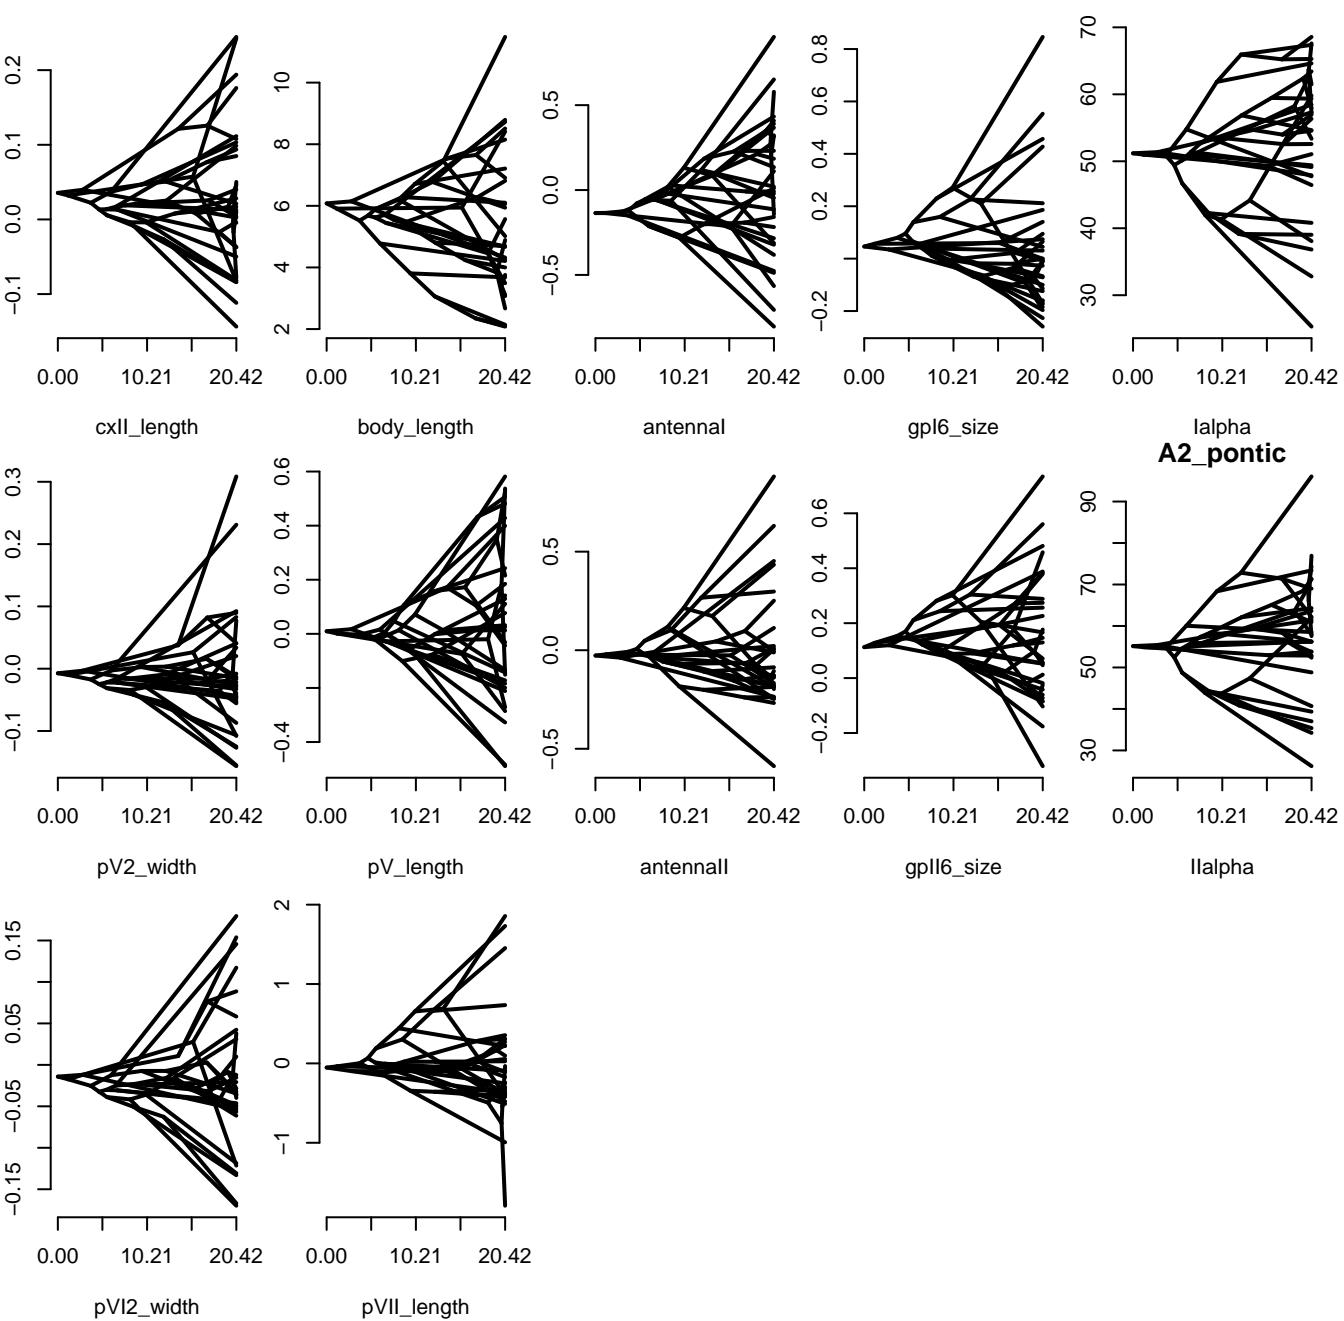 0.2 0.1 0.0 −0.1
0.00 10.21 20.42
cxII_length
10 8 6 4 2
0.00 10.21 20.42
body_length
0.5 0.0 −0.5
0.00 10.21 20.42
antennaI
0.8 0.6 0.4 0.2 −0.2
0.00 10.21 20.42
gpI6_size
70 60 50 40 30
0.00 10.21 20.42
Ialpha
A2_pontic
0.3 0.2 0.1 0.0 −0.1
0.00 10.21 20.42
pV2_width
0.6 0.4 0.2 0.0 −0.4
0.00 10.21 20.42
pV_length
0.5 0.0 −0.5
0.00 10.21 20.42
antennaII
0.6 0.4 0.2 0.0 −0.2
0.00 10.21 20.42
gpII6_size
90 70 50 30
0.00 10.21 20.42
IIalpha
0.15 0.05 −0.05 −0.15
0.00 10.21 20.42
pVI2_width
2 1 0 −1
0.00 10.21 20.42
pVII_length